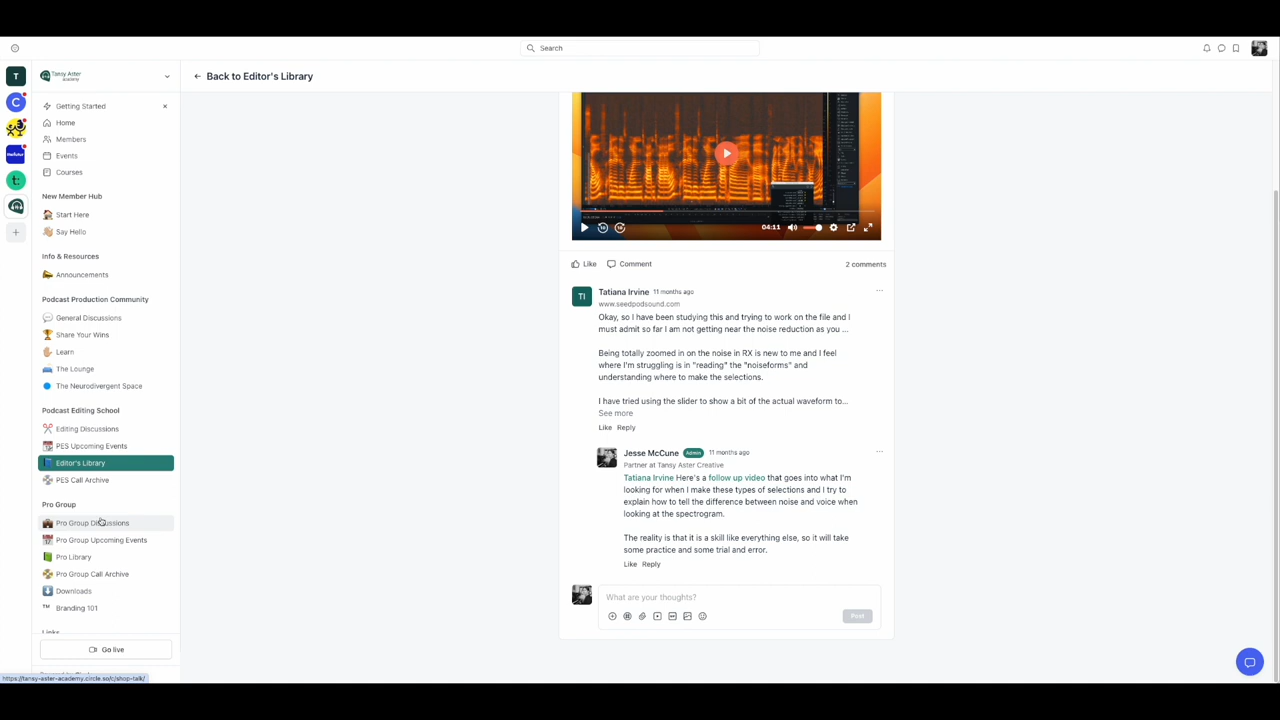 Search
T
Tansy Aster
academy
← Back to Editor's Library
C
Getting Started
Home
Members
Events
Courses
New Member Hub
Start Here
Say Hello
Info & Resources
Announcements
Podcast Production Community
General Discussions
Share Your Wins
Learn
The Lounge
The Neurodivergent Space
Podcast Editing School
Editing Discussions
PES Upcoming Events
Editor's Library
PES Call Archive
Pro Group
Pro Group Discussions
Pro Group Upcoming Events
Pro Library
Pro Group Call Archive
Downloads
TM Branding 101
Links
Go live
https://tansy-aster-academy.circle.so/c/shop-talk/
04:11
Like Comment 2 comments
TI
Tatiana Irvine 11 months ago
www.seedpodsound.com
Okay, so I have been studying this and trying to work on the file and I
must admit so far I am not getting near the noise reduction as you ...
Being totally zoomed in on the noise in RX is new to me and I feel
where I'm struggling is in "reading" the "noiseforms" and
understanding where to make the selections.
I have tried using the slider to show a bit of the actual waveform to...
See more
Like Reply
Jesse McCune Admin 11 months ago
Partner at Tansy Aster Creative
Tatiana Irvine Here's a follow up video that goes into what I'm
looking for when I make these types of selections and I try to
explain how to tell the difference between noise and voice when
looking at the spectrogram.
The reality is that it is a skill like everything else, so it will take
some practice and some trial and error.
Like Reply
What are your thoughts?
Post